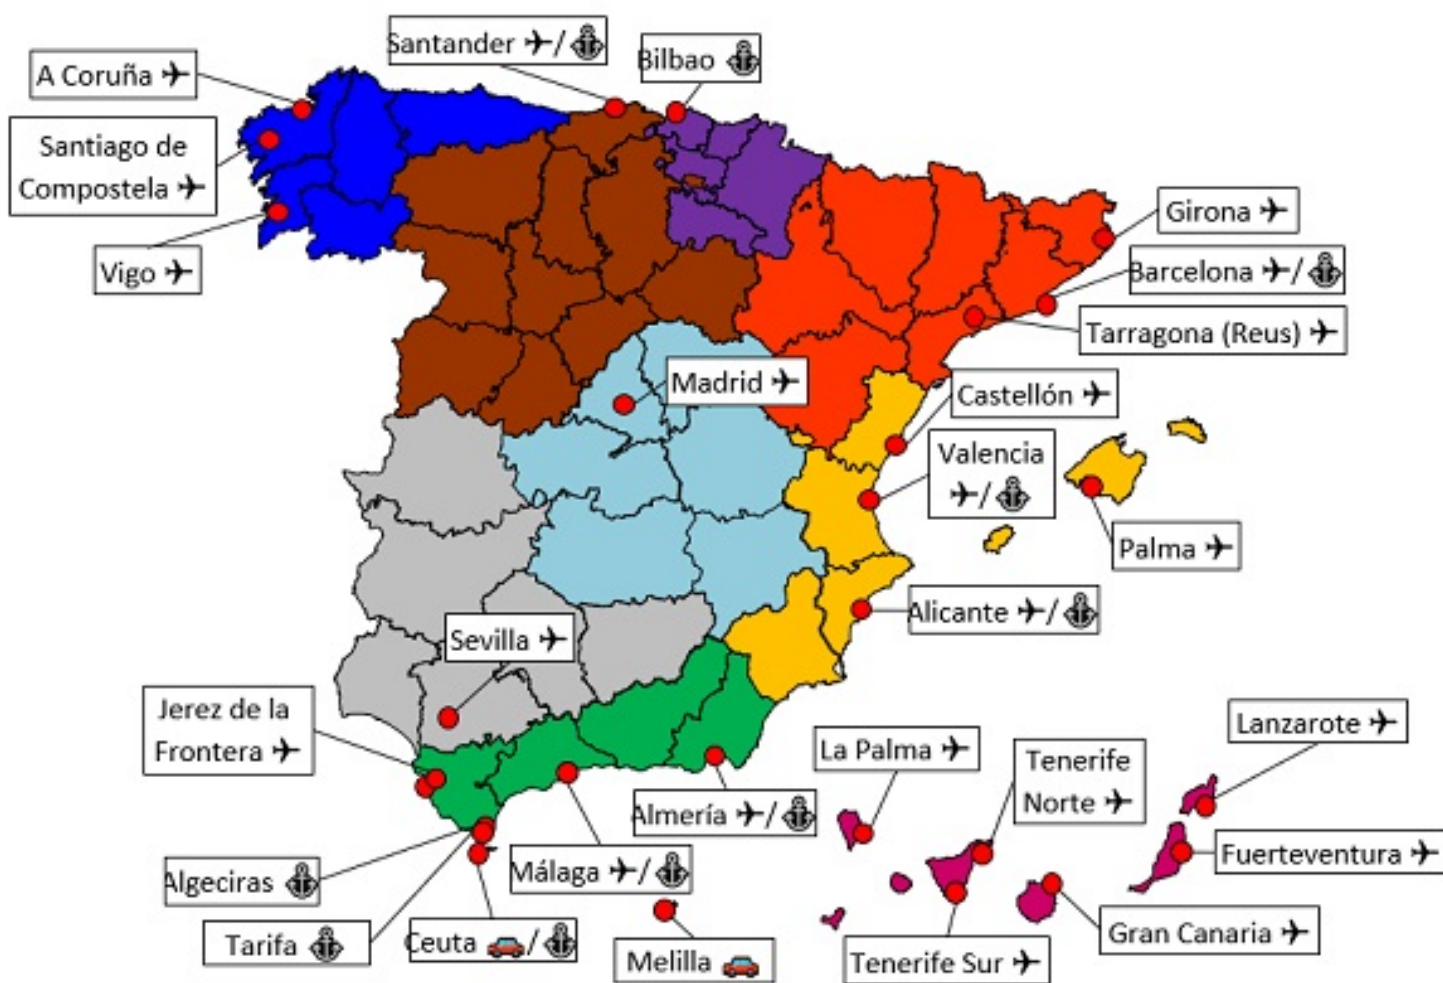 Santander ✈/⚓
Bilbao ⚓
A Coruña ✈
Santiago de
Compostela ✈
Vigo ✈
Girona ✈
Barcelona ✈/⚓
Tarragona (Reus) ✈
Madrid ✈
Castellón ✈
Valencia
✈/⚓
Palma ✈
Alicante ✈/⚓
Sevilla ✈
Jerez de la
Frontera ✈
La Palma ✈
Tenerife
Norte ✈
Lanzarote ✈
Almería ✈/⚓
Fuerteventura ✈
Algeciras ⚓
Málaga ✈/⚓
Tarifa ⚓
Ceuta 🚗/⚓
Melilla 🚗
Tenerife Sur ✈
Gran Canaria ✈